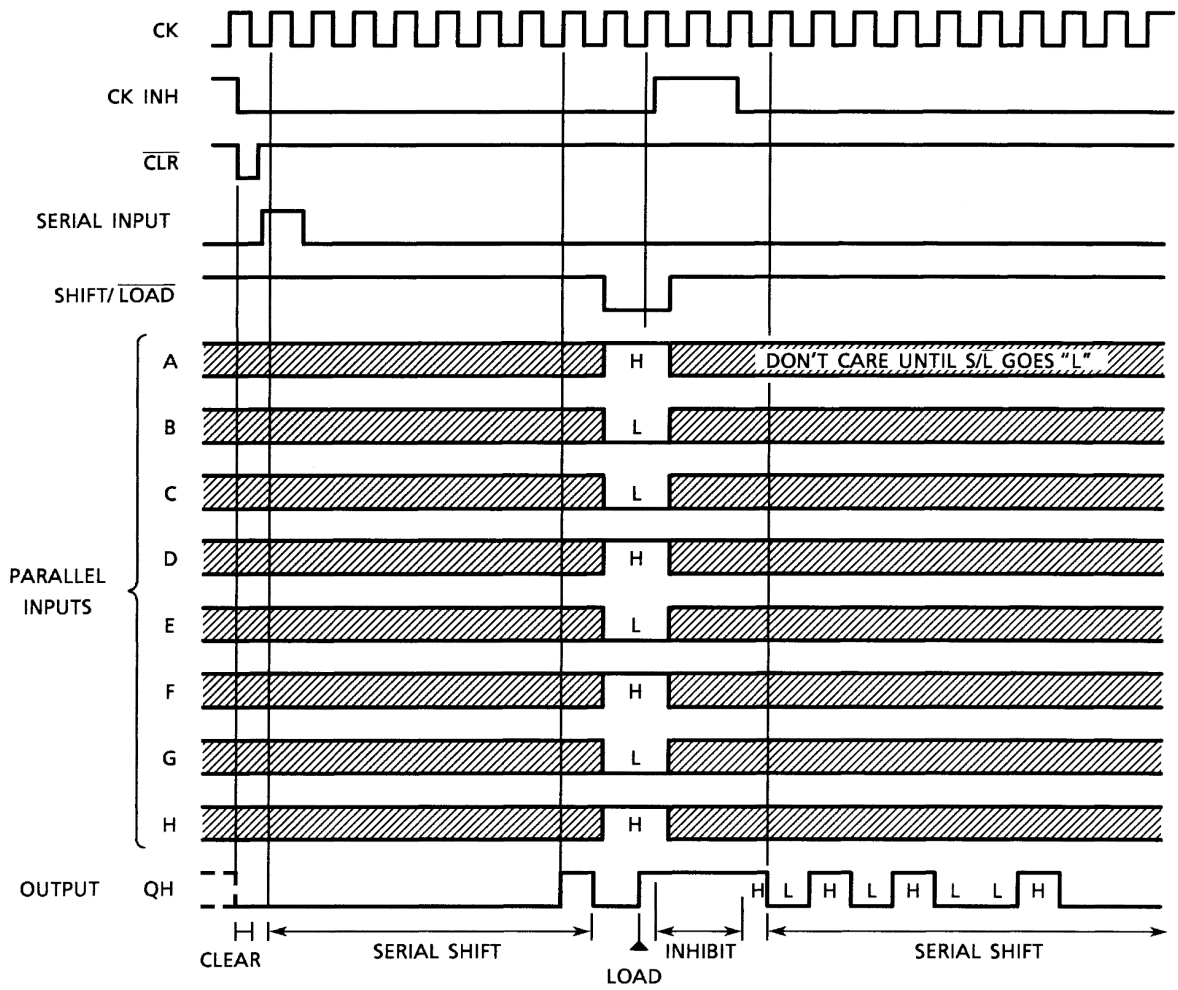 CK
CK INH
CLR
SERIAL INPUT
SHIFT/ LOAD
PARALLEL
INPUTS
A
H
DON'T CARE UNTIL S/L GOES "L"
B
L
C
L
D
H
E
L
F
H
G
L
H
H
OUTPUT QH
H L H L H L L H
CLEAR
SERIAL SHIFT
LOAD
INHIBIT
SERIAL SHIFT